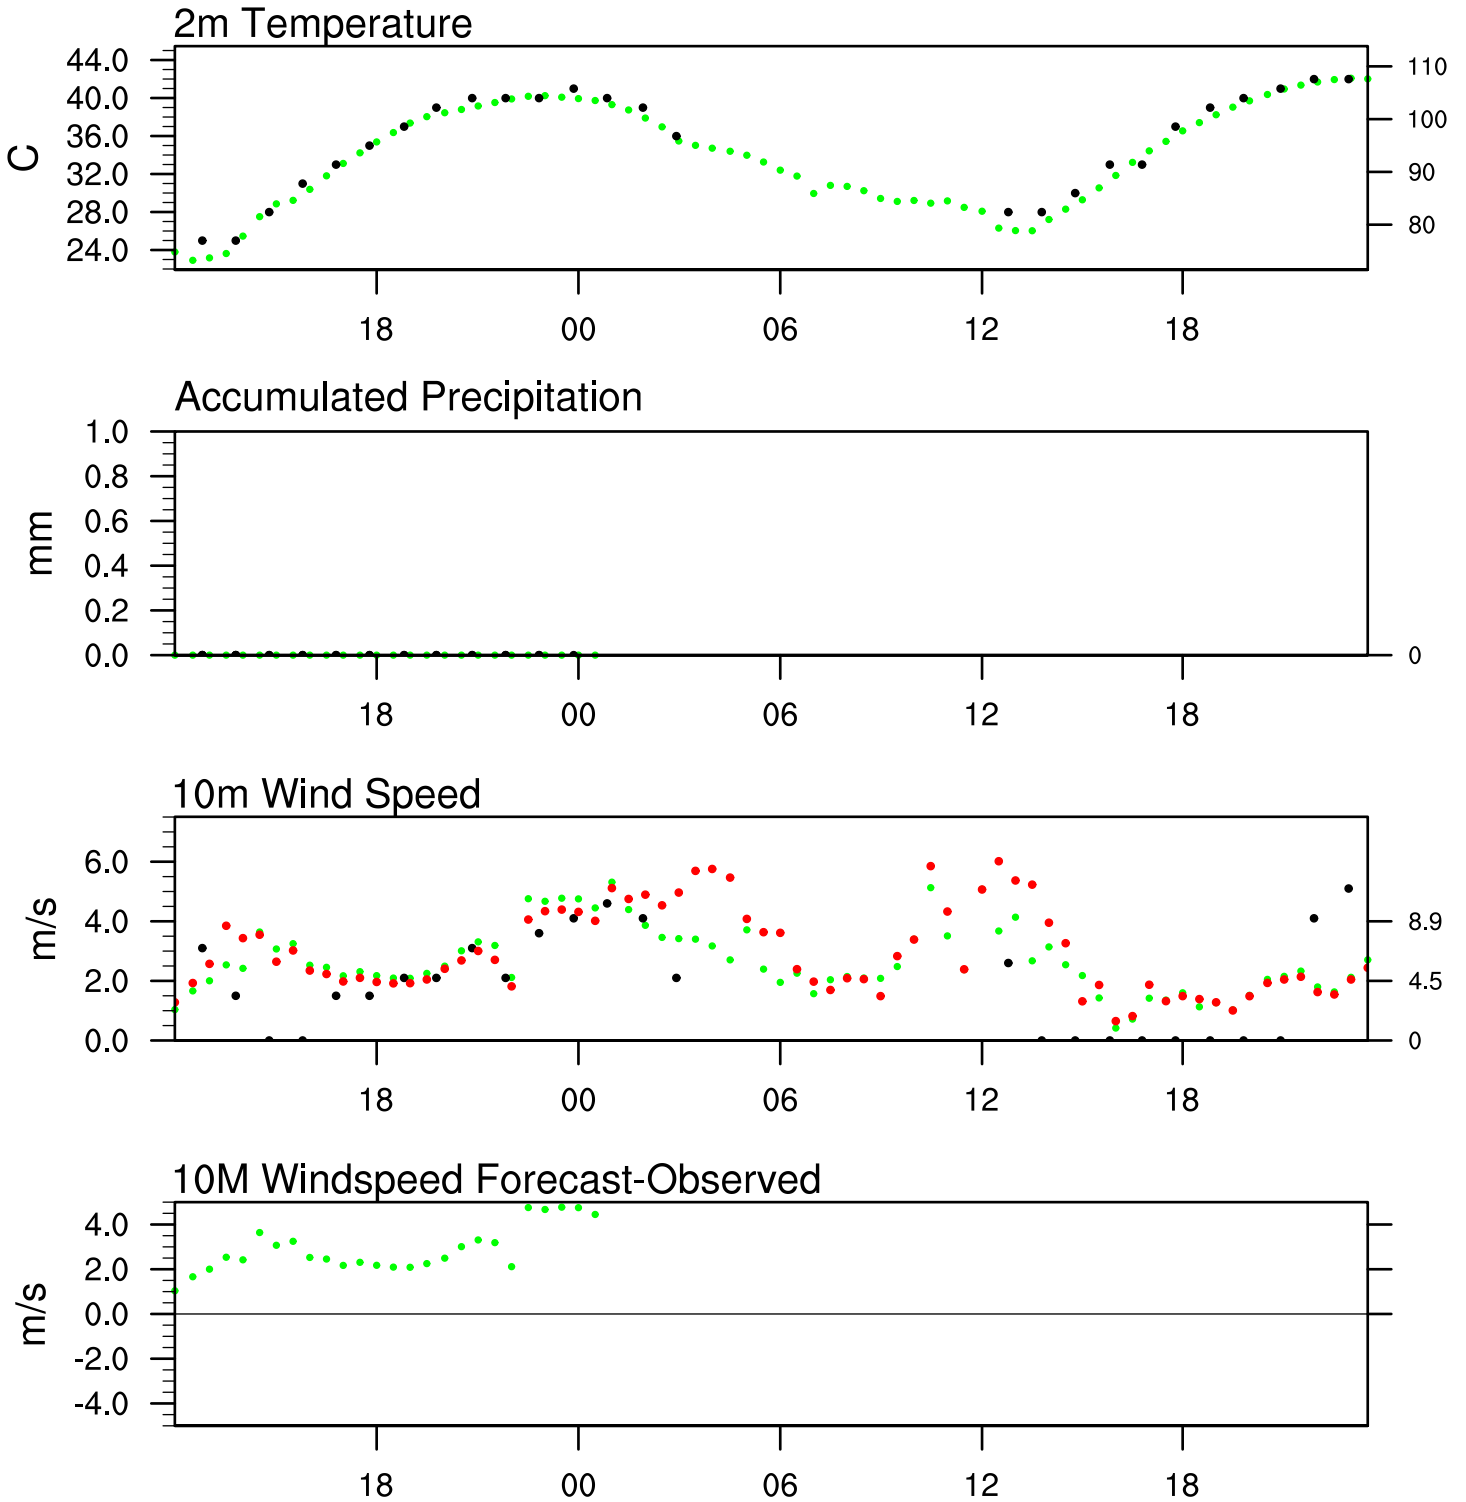 2m Temperature
44.0
40.0
36.0
32.0
28.0
24.0
C
110
100
90
80
18 00 06 12 18
Accumulated Precipitation
1.0
0.8
0.6
0.4
0.2
0.0
mm
0
18 00 06 12 18
10m Wind Speed
6.0
4.0
2.0
0.0
m/s
8.9
4.5
0
18 00 06 12 18
10M Windspeed Forecast-Observed
4.0
2.0
0.0
-2.0
-4.0
m/s
18 00 06 12 18